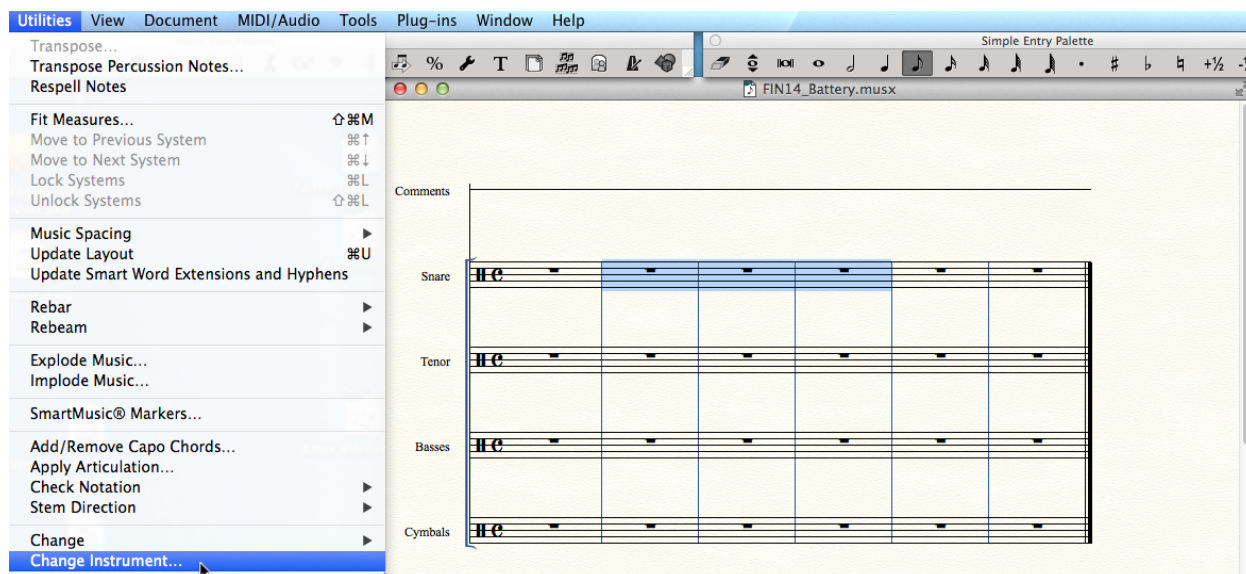 Utilities View Document MIDI/Audio Tools Plug-ins Window Help
Transpose...
Transpose Percussion Notes...
Respell Notes
Fit Measures... ⇧⌘M
Move to Previous System ⌘↑
Move to Next System ⌘↓
Lock Systems ⌘L
Unlock Systems ⇧⌘L
Music Spacing ▶
Update Layout ⌘U
Update Smart Word Extensions and Hyphens
Rebar ▶
Rebeam ▶
Explode Music...
Implode Music...
SmartMusic® Markers...
Add/Remove Capo Chords...
Apply Articulation...
Check Notation ▶
Stem Direction ▶
Change ▶
Change Instrument...
Simple Entry Palette
% T +½
FIN14_Battery.musx
Comments
Snare
Tenor
Basses
Cymbals